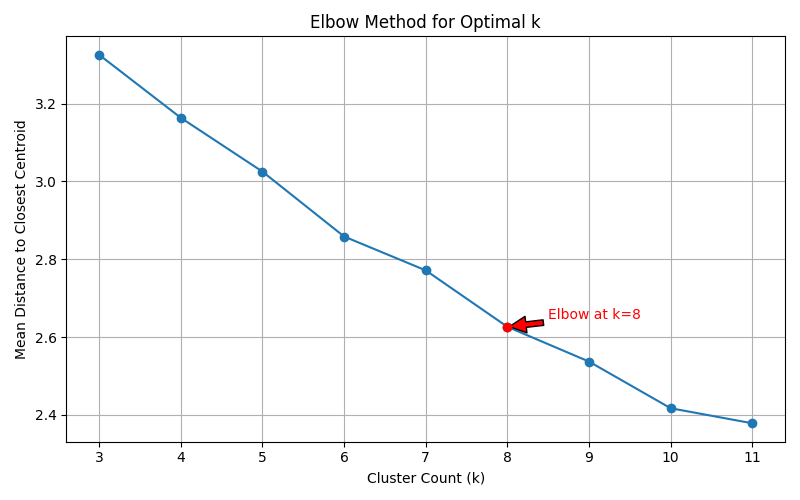 Elbow Method for Optimal k
Mean Distance to Closest Centroid
3.2
3.0
2.8
2.6
2.4
Elbow at k=8
3 4 5 6 7 8 9 10 11
Cluster Count (k)